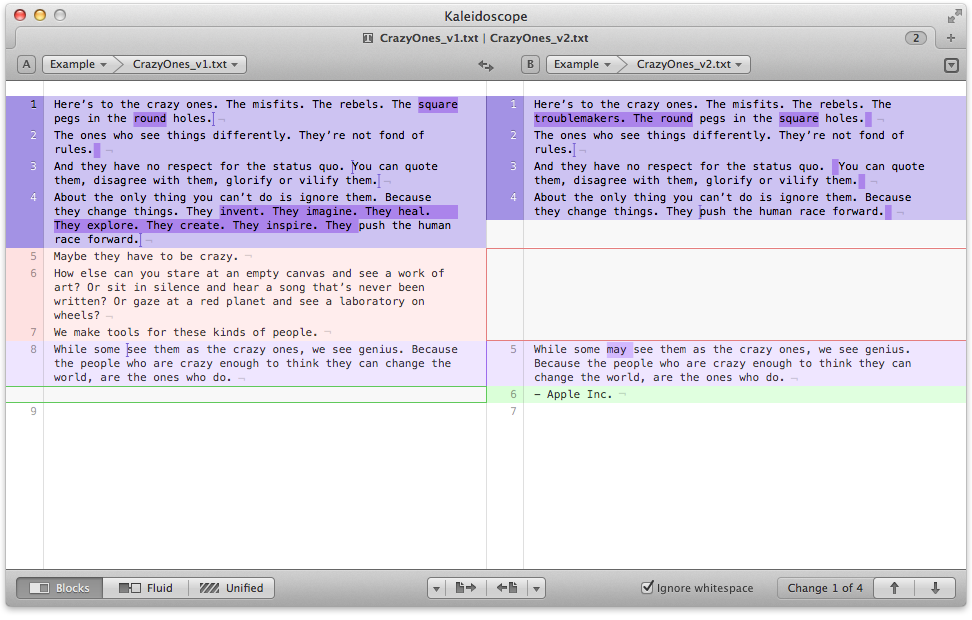 Kaleidoscope
CrazyOnes_v1.txt | CrazyOnes_v2.txt
2
+
A
Example
CrazyOnes_v1.txt
B
Example
CrazyOnes_v2.txt
1 Here’s to the crazy ones. The misfits. The rebels. The square
pegs in the round holes. ¬
2 The ones who see things differently. They’re not fond of
rules. ¬
3 And they have no respect for the status quo. You can quote
them, disagree with them, glorify or vilify them. ¬
4 About the only thing you can’t do is ignore them. Because
they change things. They invent. They imagine. They heal.
They explore. They create. They inspire. They push the human
race forward. ¬
5 Maybe they have to be crazy. ¬
6 How else can you stare at an empty canvas and see a work of
art? Or sit in silence and hear a song that’s never been
written? Or gaze at a red planet and see a laboratory on
wheels? ¬
7 We make tools for these kinds of people. ¬
8 While some see them as the crazy ones, we see genius. Because
the people who are crazy enough to think they can change the
world, are the ones who do. ¬
9
1 Here’s to the crazy ones. The misfits. The rebels. The
troublemakers. The round pegs in the square holes. ¬
2 The ones who see things differently. They’re not fond of
rules. ¬
3 And they have no respect for the status quo. You can quote
them, disagree with them, glorify or vilify them. ¬
4 About the only thing you can’t do is ignore them. Because
they change things. They push the human race forward. ¬
5 While some may see them as the crazy ones, we see genius.
Because the people who are crazy enough to think they can
change the world, are the ones who do. ¬
6 – Apple Inc. ¬
7
Blocks
Fluid
Unified
Ignore whitespace
Change 1 of 4